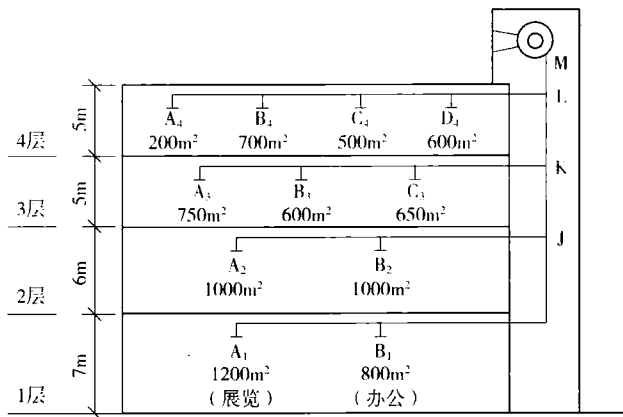 M
L
A₄ B₄ C₄ D₄
200m² 700m² 500m² 600m²
5m
4层
K
A₃ B₃ C₃
750m² 600m² 650m²
5m
3层
J
A₂ B₂
1000m² 1000m²
6m
2层
A₁ B₁
1200m² 800m²
(展览) (办公)
7m
1层